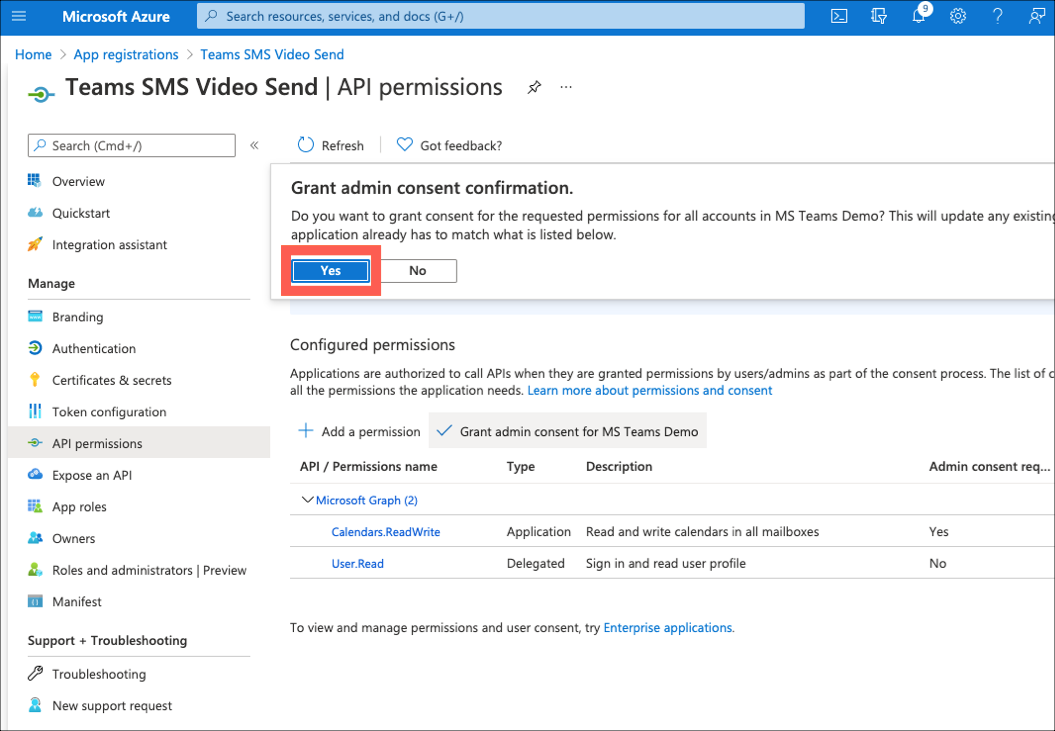 Microsoft Azure
Search resources, services, and docs (G+/)
9
Home > App registrations > Teams SMS Video Send
Teams SMS Video Send | API permissions
Search (Cmd+/)
Refresh
Got feedback?
Overview
Quickstart
Integration assistant
Manage
Branding
Authentication
Certificates & secrets
Token configuration
API permissions
Expose an API
App roles
Owners
Roles and administrators | Preview
Manifest
Support + Troubleshooting
Troubleshooting
New support request
Grant admin consent confirmation.
Do you want to grant consent for the requested permissions for all accounts in MS Teams Demo? This will update any existing
application already has to match what is listed below.
Yes
No
Configured permissions
Applications are authorized to call APIs when they are granted permissions by users/admins as part of the consent process. The list of c
all the permissions the application needs. Learn more about permissions and consent
Add a permission
Grant admin consent for MS Teams Demo
API / Permissions name Type Description Admin consent req...
Microsoft Graph (2)
Calendars.ReadWrite Application Read and write calendars in all mailboxes Yes
User.Read Delegated Sign in and read user profile No
To view and manage permissions and user consent, try Enterprise applications.